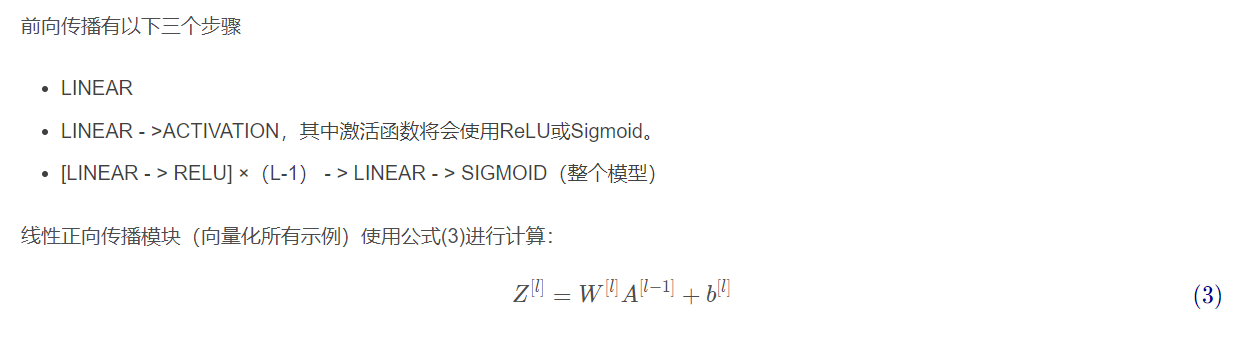 前向传播有以下三个步骤
• LINEAR
• LINEAR - >ACTIVATION，其中激活函数将会使用ReLU或Sigmoid。
• [LINEAR - > RELU] ×（L-1） - > LINEAR - > SIGMOID（整个模型）
线性正向传播模块（向量化所有示例）使用公式(3)进行计算：
Z^{[l]} = W^{[l]}A^{[l−1]} + b^{[l]} (3)